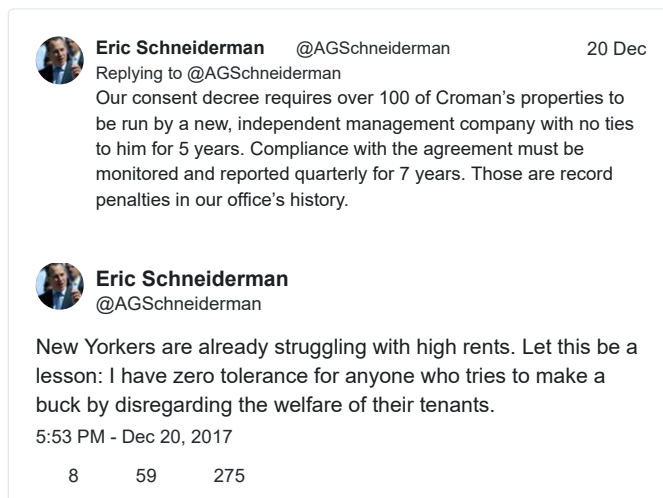 Eric Schneiderman @AGSchneiderman 20 Dec
Replying to @AGSchneiderman
Our consent decree requires over 100 of Croman’s properties to
be run by a new, independent management company with no ties
to him for 5 years. Compliance with the agreement must be
monitored and reported quarterly for 7 years. Those are record
penalties in our office’s history.
Eric Schneiderman
@AGSchneiderman
New Yorkers are already struggling with high rents. Let this be a
lesson: I have zero tolerance for anyone who tries to make a
buck by disregarding the welfare of their tenants.
5:53 PM - Dec 20, 2017
8 59 275